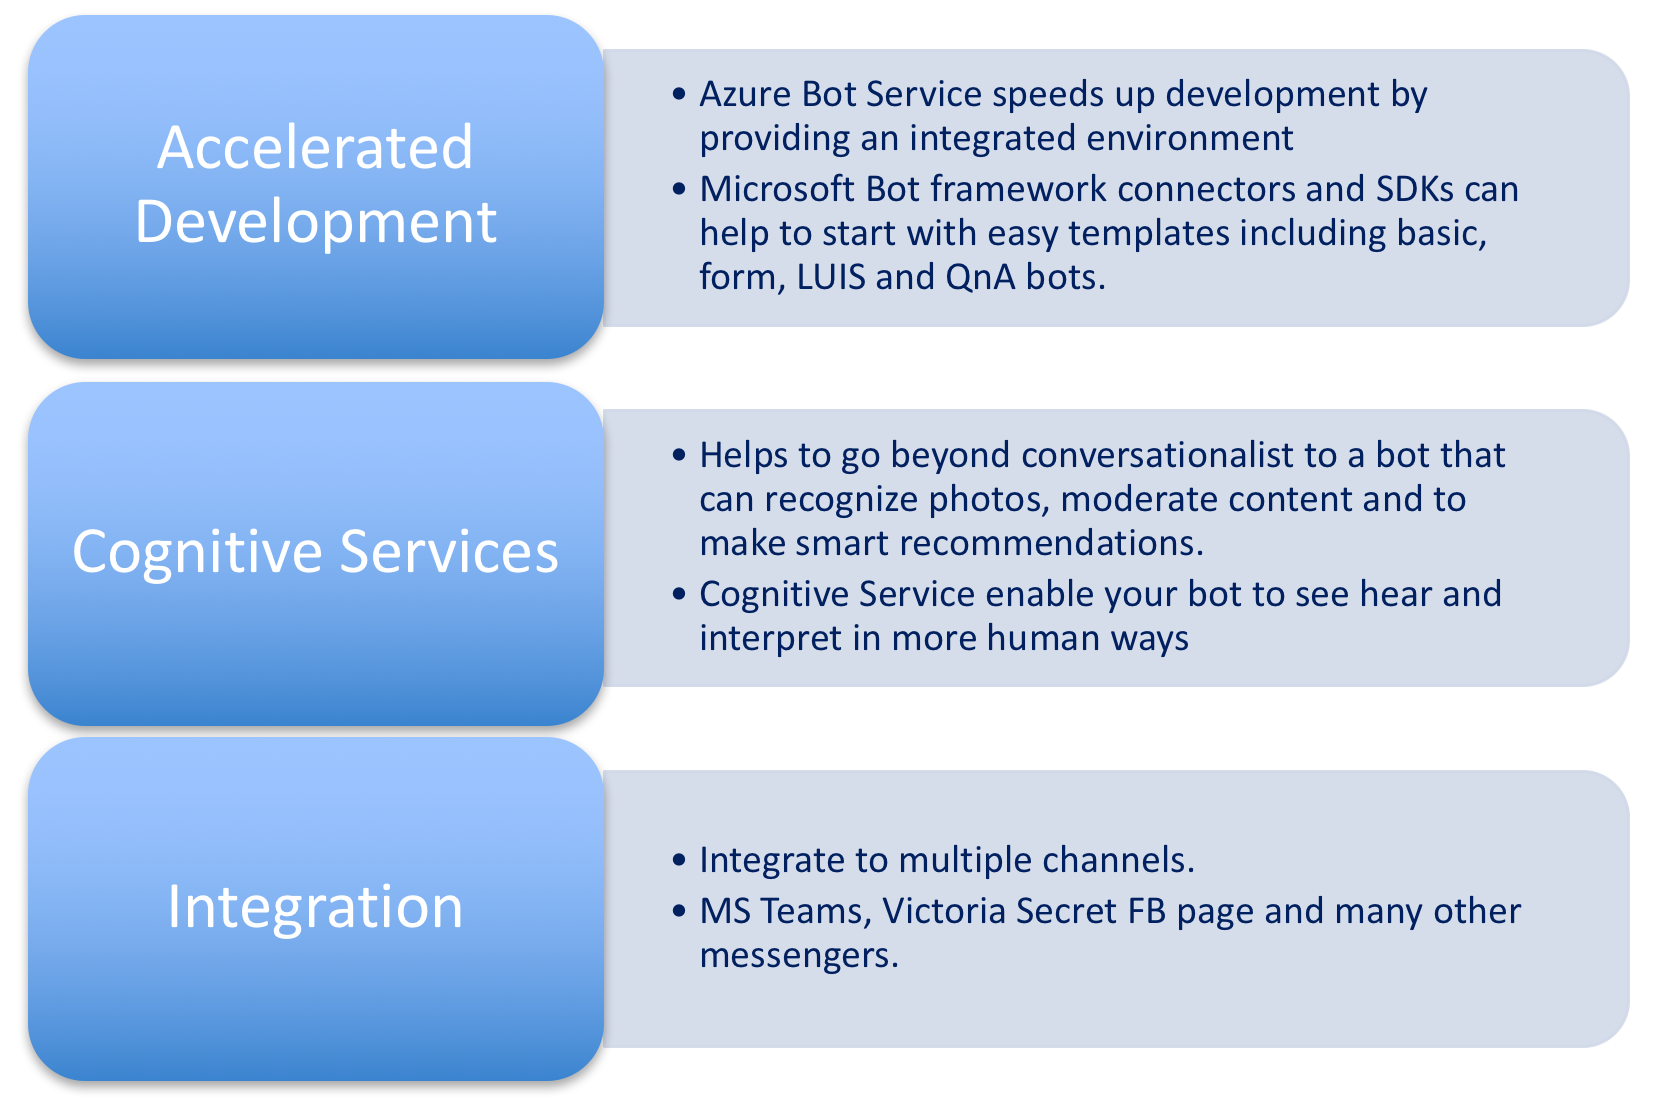 Accelerated
Development
• Azure Bot Service speeds up development by
providing an integrated environment
• Microsoft Bot framework connectors and SDKs can
help to start with easy templates including basic,
form, LUIS and QnA bots.
Cognitive Services
• Helps to go beyond conversationalist to a bot that
can recognize photos, moderate content and to
make smart recommendations.
• Cognitive Service enable your bot to see hear and
interpret in more human ways
Integration
• Integrate to multiple channels.
• MS Teams, Victoria Secret FB page and many other
messengers.